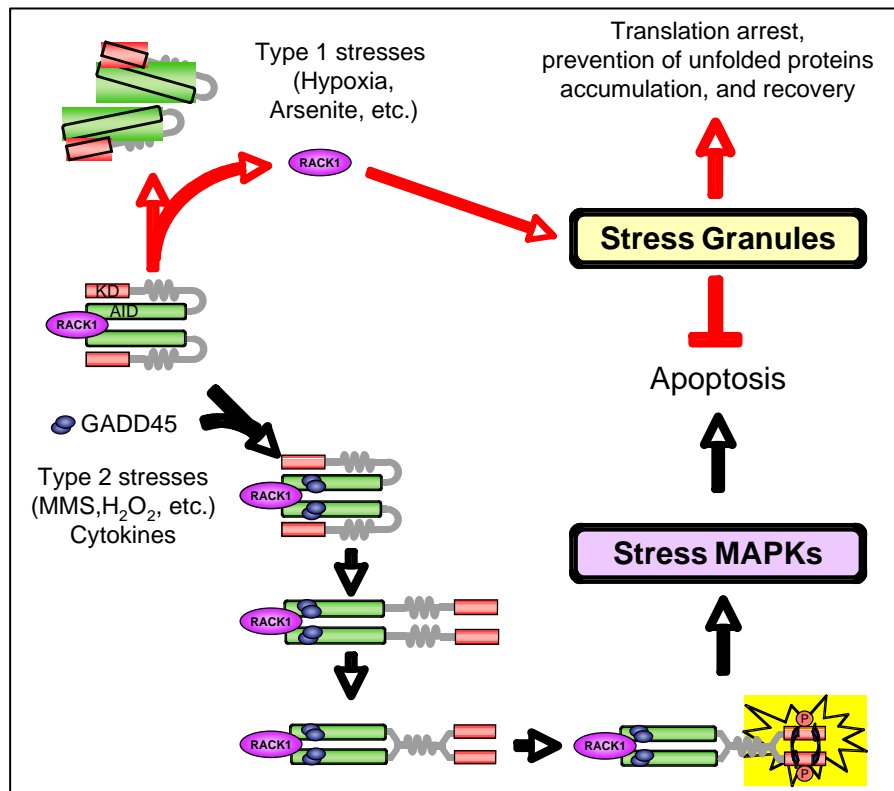 Type 1 stresses
(Hypoxia,
Arsenite, etc.)
Translation arrest,
prevention of unfolded proteins
accumulation, and recovery
RACK1
Stress Granules
KD
AID
RACK1
Apoptosis
GADD45
Type 2 stresses
(MMS,H₂O₂, etc.)
Cytokines
RACK1
Stress MAPKs
RACK1
RACK1
RACK1
P
P